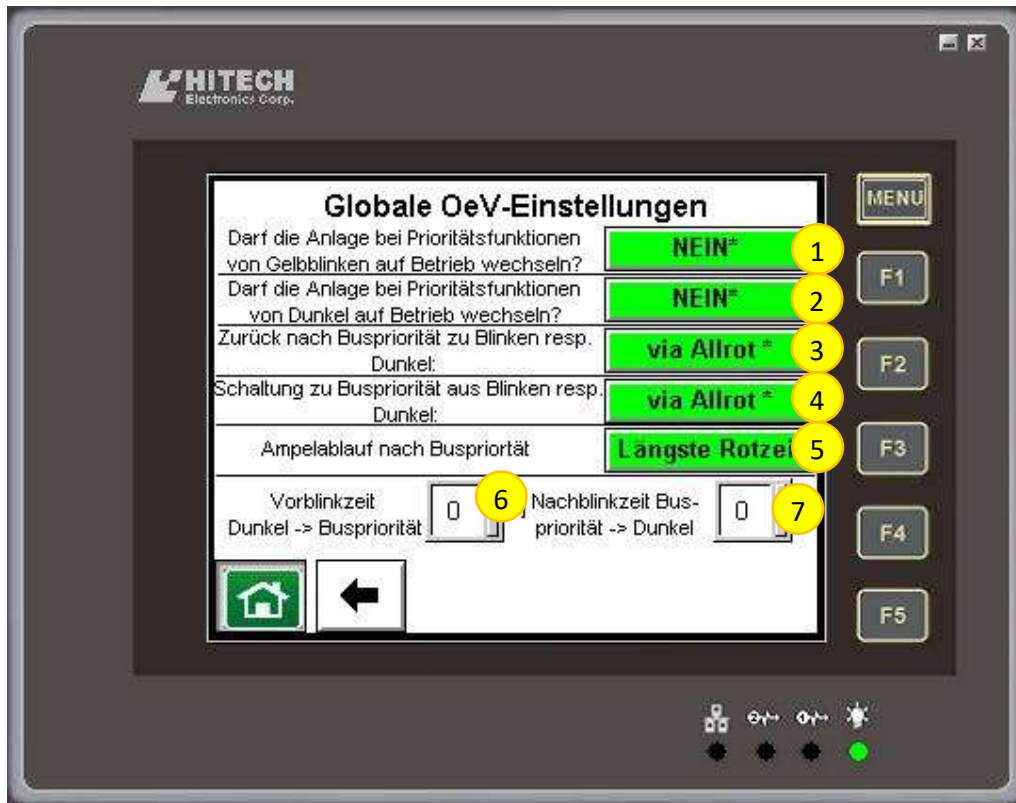 HITECH
Electronics Corp.
Globale OeV-Einstellungen
Darf die Anlage bei Prioritätsfunktionen
von Gelbblinken auf Betrieb wechseln?
NEIN*
1
Darf die Anlage bei Prioritätsfunktionen
von Dunkel auf Betrieb wechseln?
NEIN*
2
Zurück nach Buspriorität zu Blinken resp.
Dunkel:
via Allrot *
3
Schaltung zu Buspriorität aus Blinken resp.
Dunkel:
via Allrot *
4
Ampelablauf nach Buspriortät
Längste
5
Vorblinkzeit
Dunkel -> Buspriorität
0
6
Nachblinkzeit Bus-
priorität -> Dunkel
0
7
MENU
F1
F2
F3
F4
F5